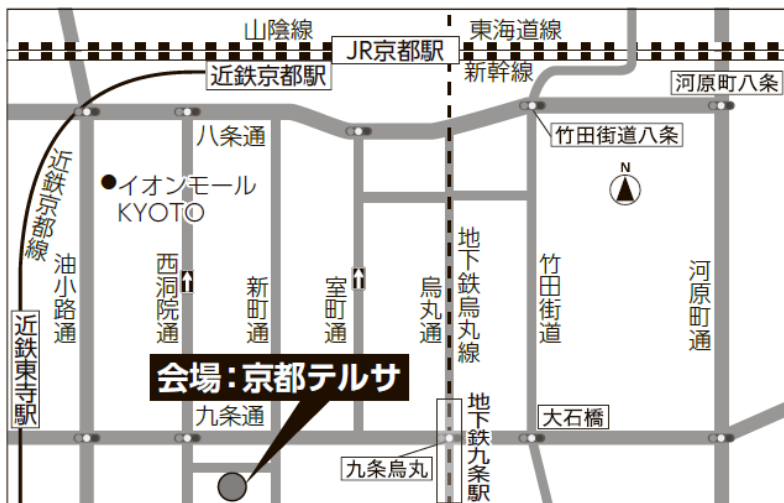 山陰線
東海道線
JR京都駅
新幹線
近鉄京都駅
河原町八条
八条通
竹田街道八条
イオンモール
KYOTO
N
近鉄京都線
油小路通
西洞院通
新町通
室町通
烏丸通
地下鉄烏丸線
竹田街道
河原町通
近鉄東寺駅
会場:京都テルサ
九条通
地下鉄九条駅
大石橋
九条烏丸